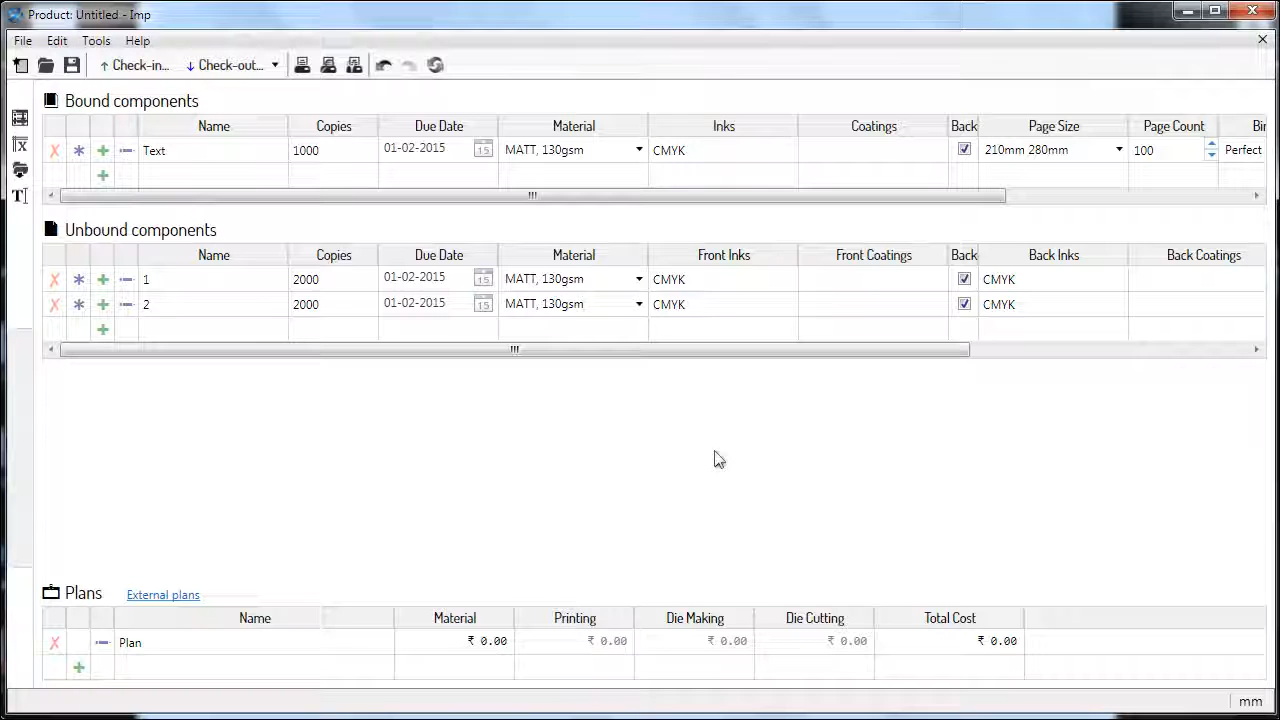 Product: Untitled - Imp
File Edit Tools Help
Check-in... Check-out...
Bound components
Name Copies Due Date Material Inks Coatings Back Page Size Page Count Bir
Text 1000 01-02-2015 15 MATT, 130gsm CMYK 210mm 280mm 100 Perfect
Unbound components
Name Copies Due Date Material Front Inks Front Coatings Back Back Inks Back Coatings
1 2000 01-02-2015 15 MATT, 130gsm CMYK CMYK
2 2000 01-02-2015 15 MATT, 130gsm CMYK CMYK
Plans External plans
Name Material Printing Die Making Die Cutting Total Cost
Plan ₹ 0.00 ₹ 0.00 ₹ 0.00 ₹ 0.00 ₹ 0.00
mm